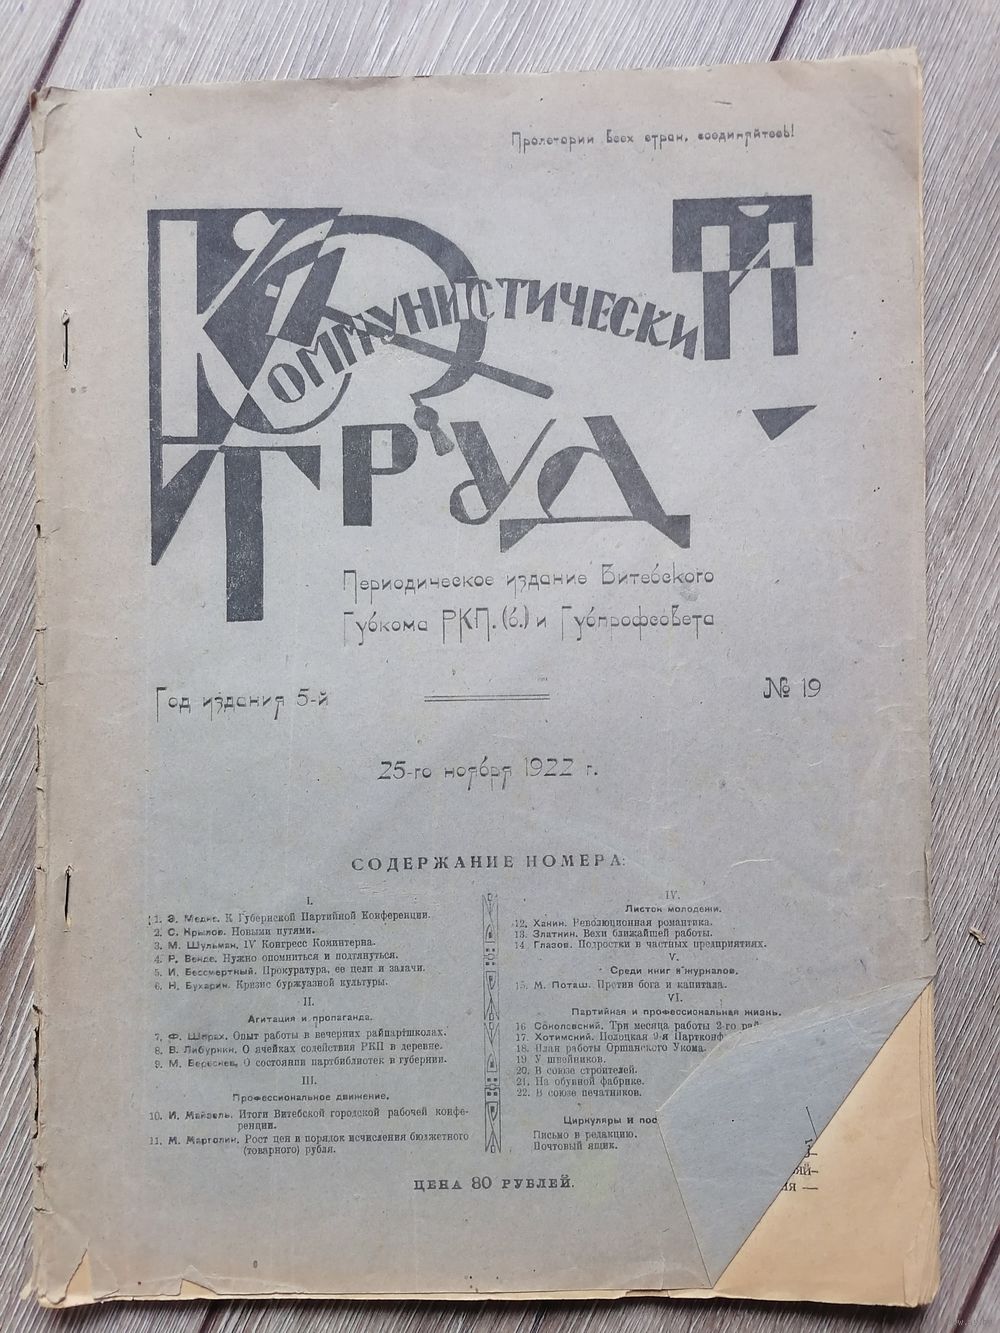 Пролетарии всех стран, соединяйтесь!
КОММУНИСТИЧЕСКИЙ
ТРУД
Периодическое издание Витебского
Губкома РКП.(б.) и Губпрофсовета
Год издания 5-й
№ 19
25-го ноября 1922 г.
СОДЕРЖАНИЕ НОМЕРА:
I.
1. Э. Медне. К Губернской Партийной Конференции.
2. С. Крылов. Новыми путями.
3. М. Шульман. IV Конгресс Коминтерна.
4. Р. Венде. Нужно опомниться и подтянуться.
5. И. Бессмертный. Прокуратура, ее цели и задачи.
6. Н. Бухарин. Кризис буржуазной культуры.
II.
Агитация и пропаганда.
7. Ф. Опыт работы в вечерних райпартшколах.
8. В. Либуркин. О ячейках содействия РКП в деревне.
9. М. О состоянии партбиблиотек в губернии.
III.
Профессиональное движение.
10. И. Майзель. Итоги Витебской городской рабочей конфе-
ренции.
11. М. Марголин. Рост цен и порядок исчисления бюджетного
(товарного) рубля.
IV.
Листок молодежи.
12. Ханин. Революционная романтика.
13. Златкин. Вехи ближайшей работы.
14. Глазов. Подростки в частных предприятиях.
V.
Среди книг и журналов.
15. М. Поташ. Против бога и капитала.
VI.
Партийная и профессиональная жизнь.
16 Соколовский. Три месяца работы 2-го рай
17. Хотимский. Полоцкая 9-я Партконф
18. План работы Оршанского Укома.
19. У швейников.
20. В союзе строителей.
21. На обувной фабрике.
22. В союзе печатников.
Циркуляры и пос
Письмо в редакцию.
Почтовый ящик.
ЦЕНА 80 РУБЛЕЙ.